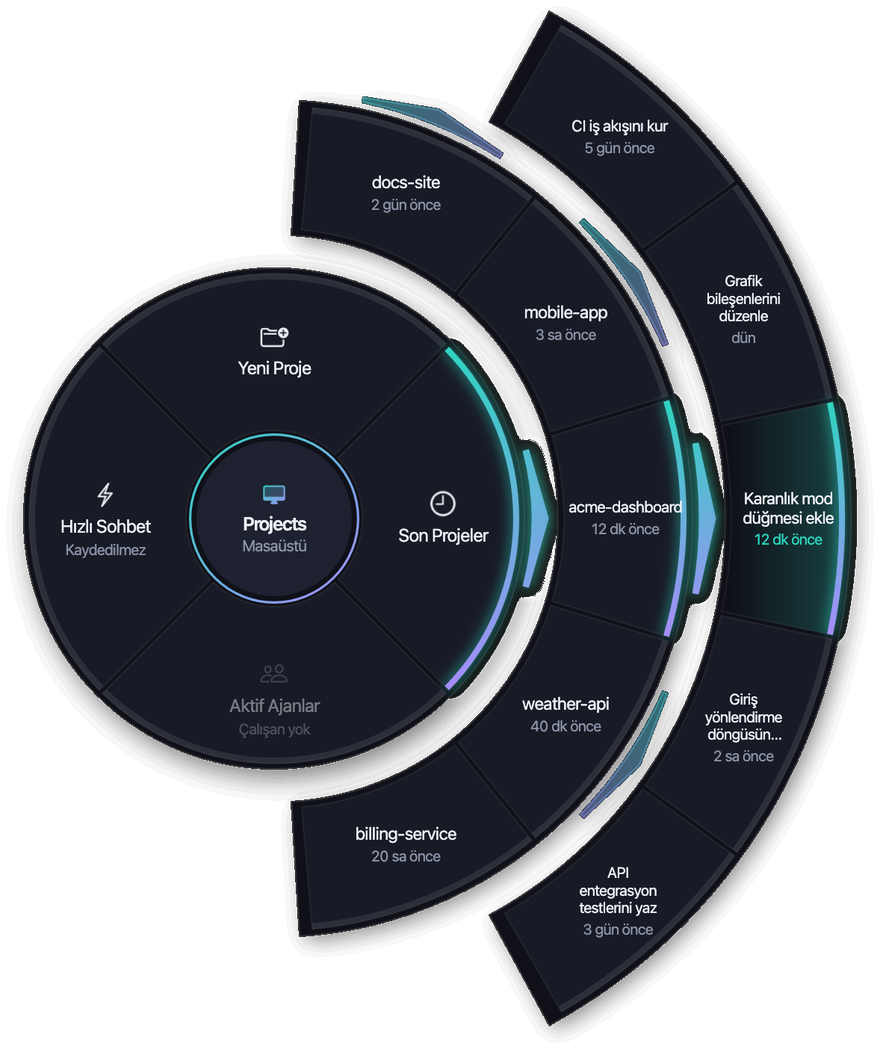 Yeni Proje
Hızlı Sohbet
Kaydedilmez
Projects
Masaüstü
Son Projeler
Aktif Ajanlar
Çalışan yok
docs-site
2 gün önce
mobile-app
3 sa önce
acme-dashboard
12 dk önce
weather-api
40 dk önce
billing-service
20 sa önce
CI iş akışını kur
5 gün önce
Grafik
bileşenlerini
düzenle
dün
Karanlık mod
düğmesi ekle
12 dk önce
Giriş
yönlendirme
döngüsün...
2 sa önce
API
entegrasyon
testlerini yaz
3 gün önce